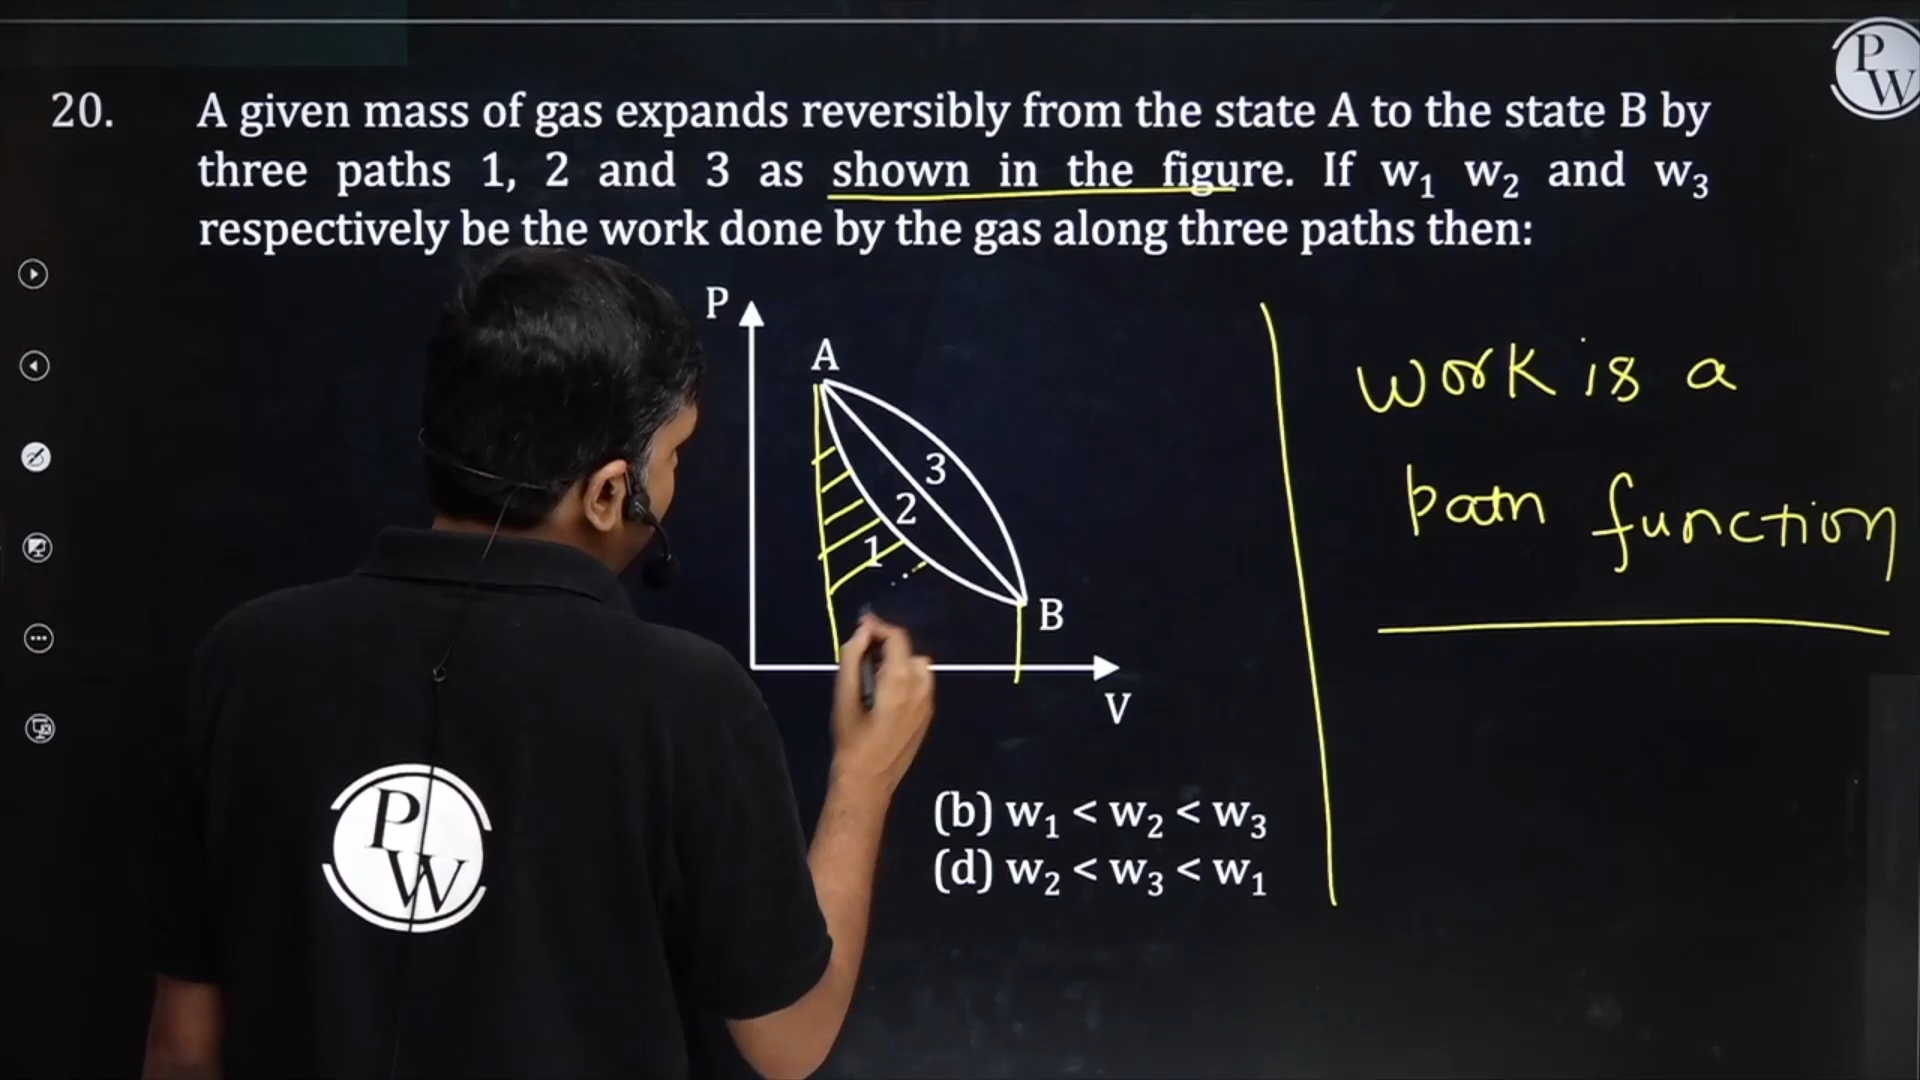 20.
A given mass of gas expands reversibly from the state A to the state B by
three paths 1, 2 and 3 as shown in the figure. If w₁ w₂ and w₃
respectively be the work done by the gas along three paths then:
P
A
3
2
1
B
V
(b) w₁ < w₂ < w₃
(d) w₂ < w₃ < w₁
work is a
path function
PW
PW